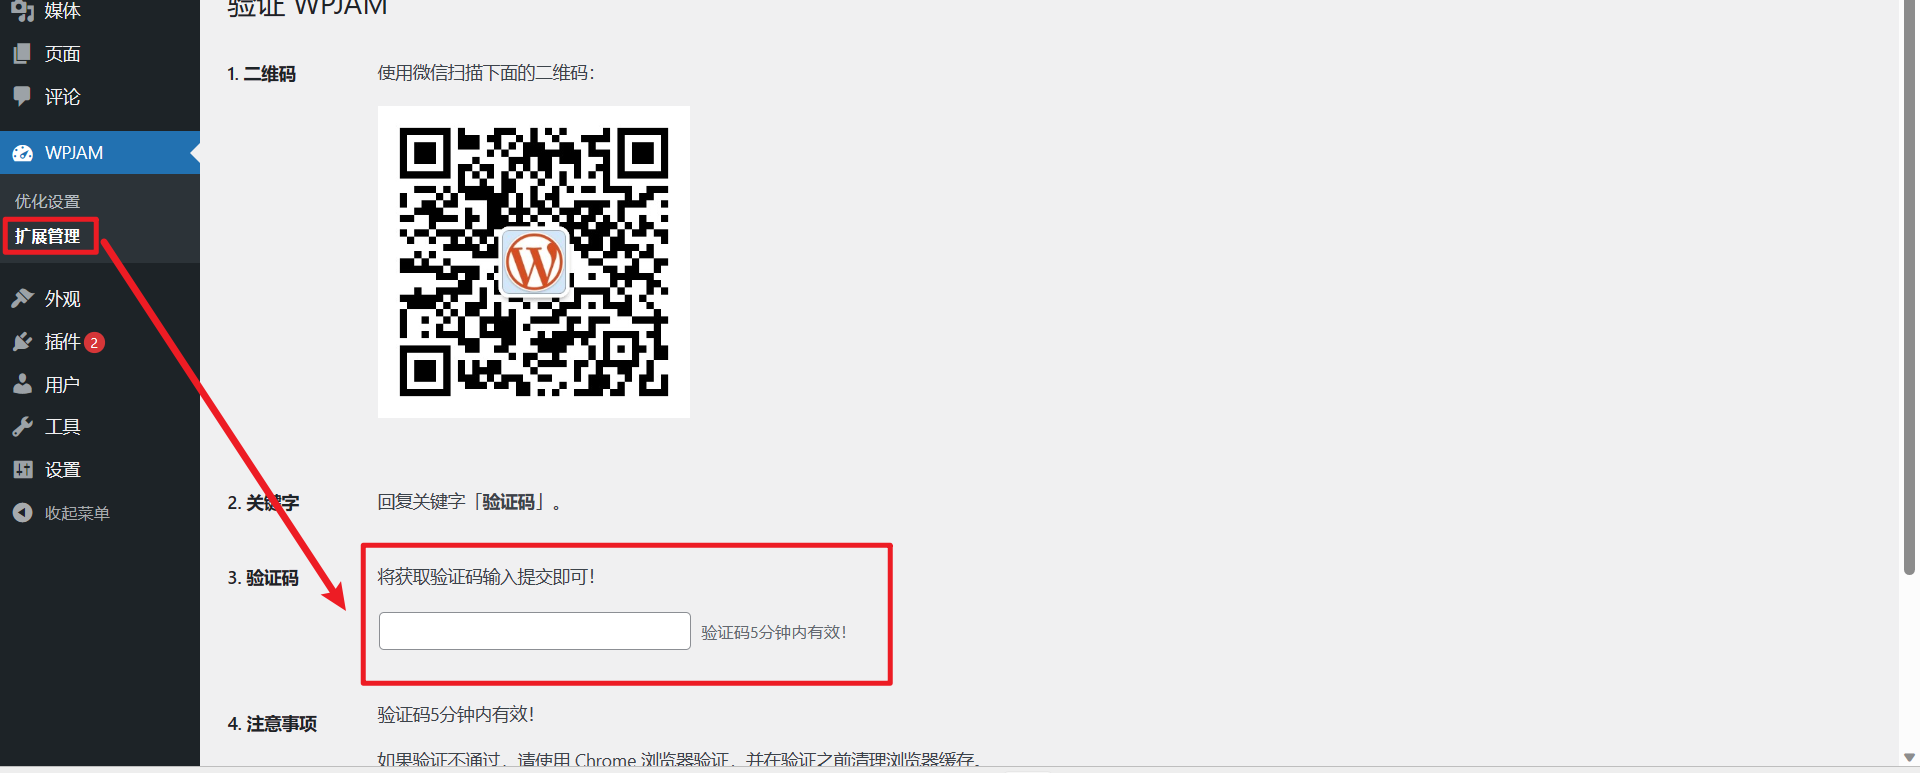 媒体
页面
评论
WPJAM
优化设置
扩展管理
外观
插件 2
用户
工具
设置
收起菜单
验证 WPJAM
1. 二维码
使用微信扫描下面的二维码：
2. 关键字
回复关键字「验证码」。
3. 验证码
将获取验证码输入提交即可！
验证码5分钟内有效！
4. 注意事项
验证码5分钟内有效！
如果验证不通过，请使用 Chrome 浏览器验证，并在验证之前清理浏览器缓存。